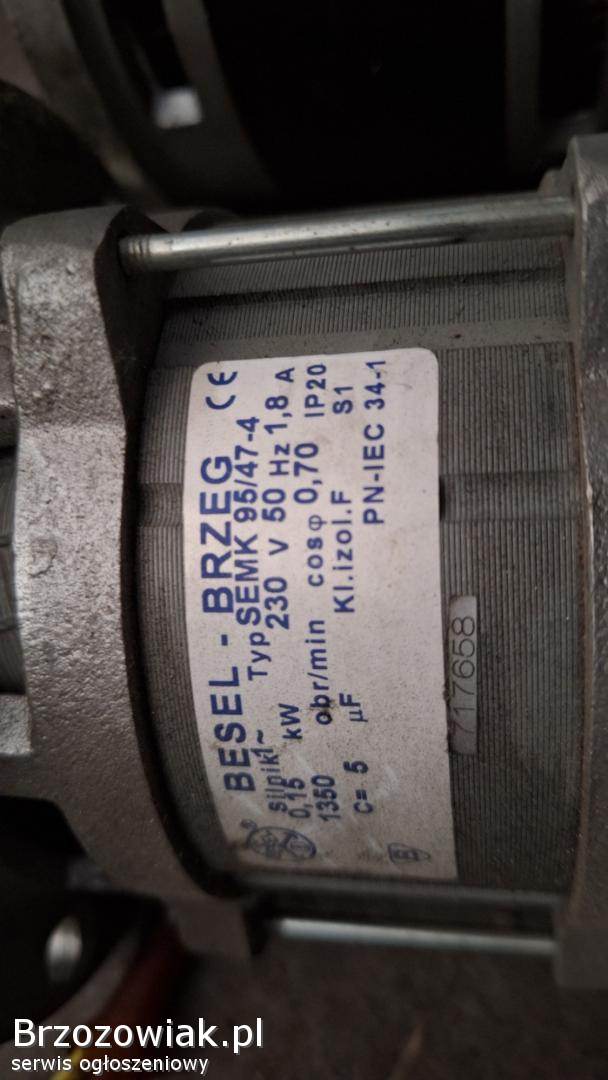 BESEL - BRZEG CE
silnik1~ Typ SEMK 95/47-4
0,15 kW 230 V 50 Hz 1,8 A
1350 obr/min cosφ 0,70 IP20
C= 5 µF Kl.izol.F S1
B PN-IEC 34-1
717658
Brzozowiak.pl
serwis ogłoszeniowy